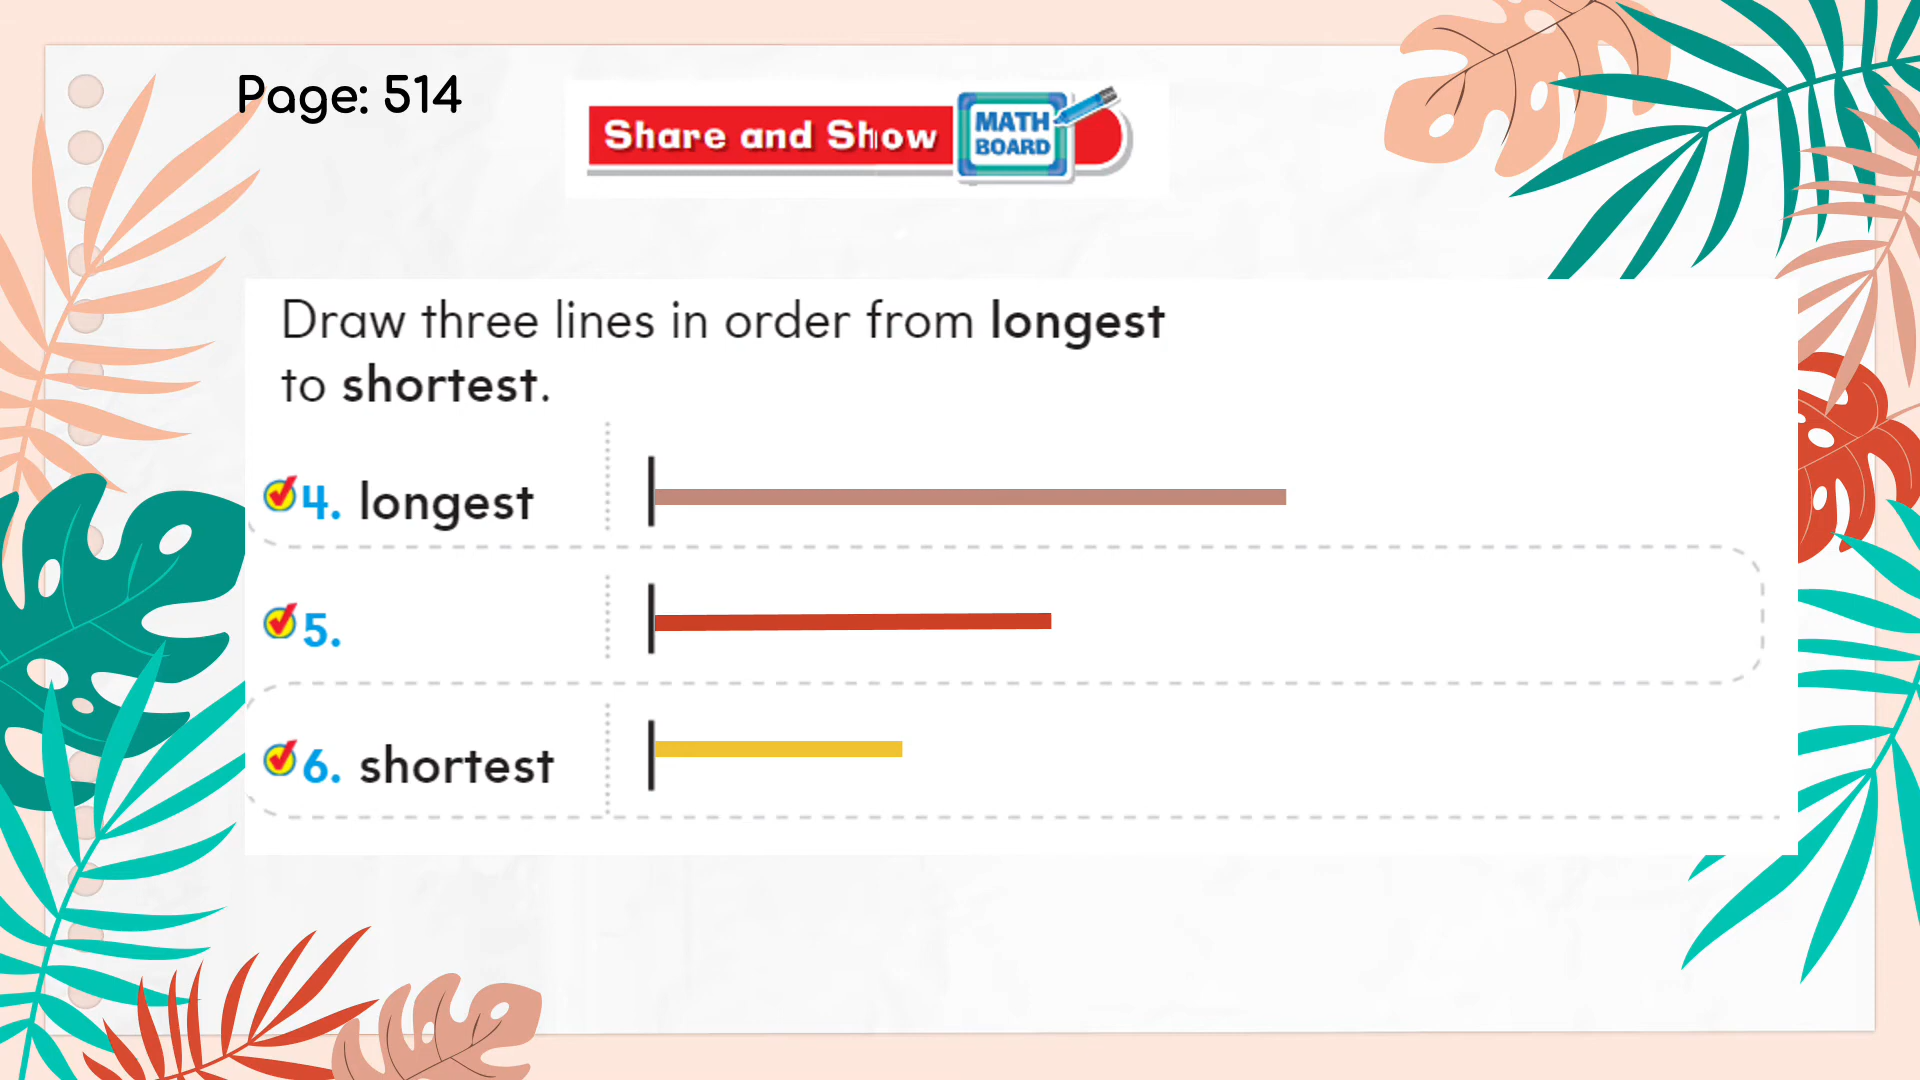 Page: 514
Share and Show
MATH
BOARD
Draw three lines in order from longest
to shortest.
4. longest
5.
6. shortest